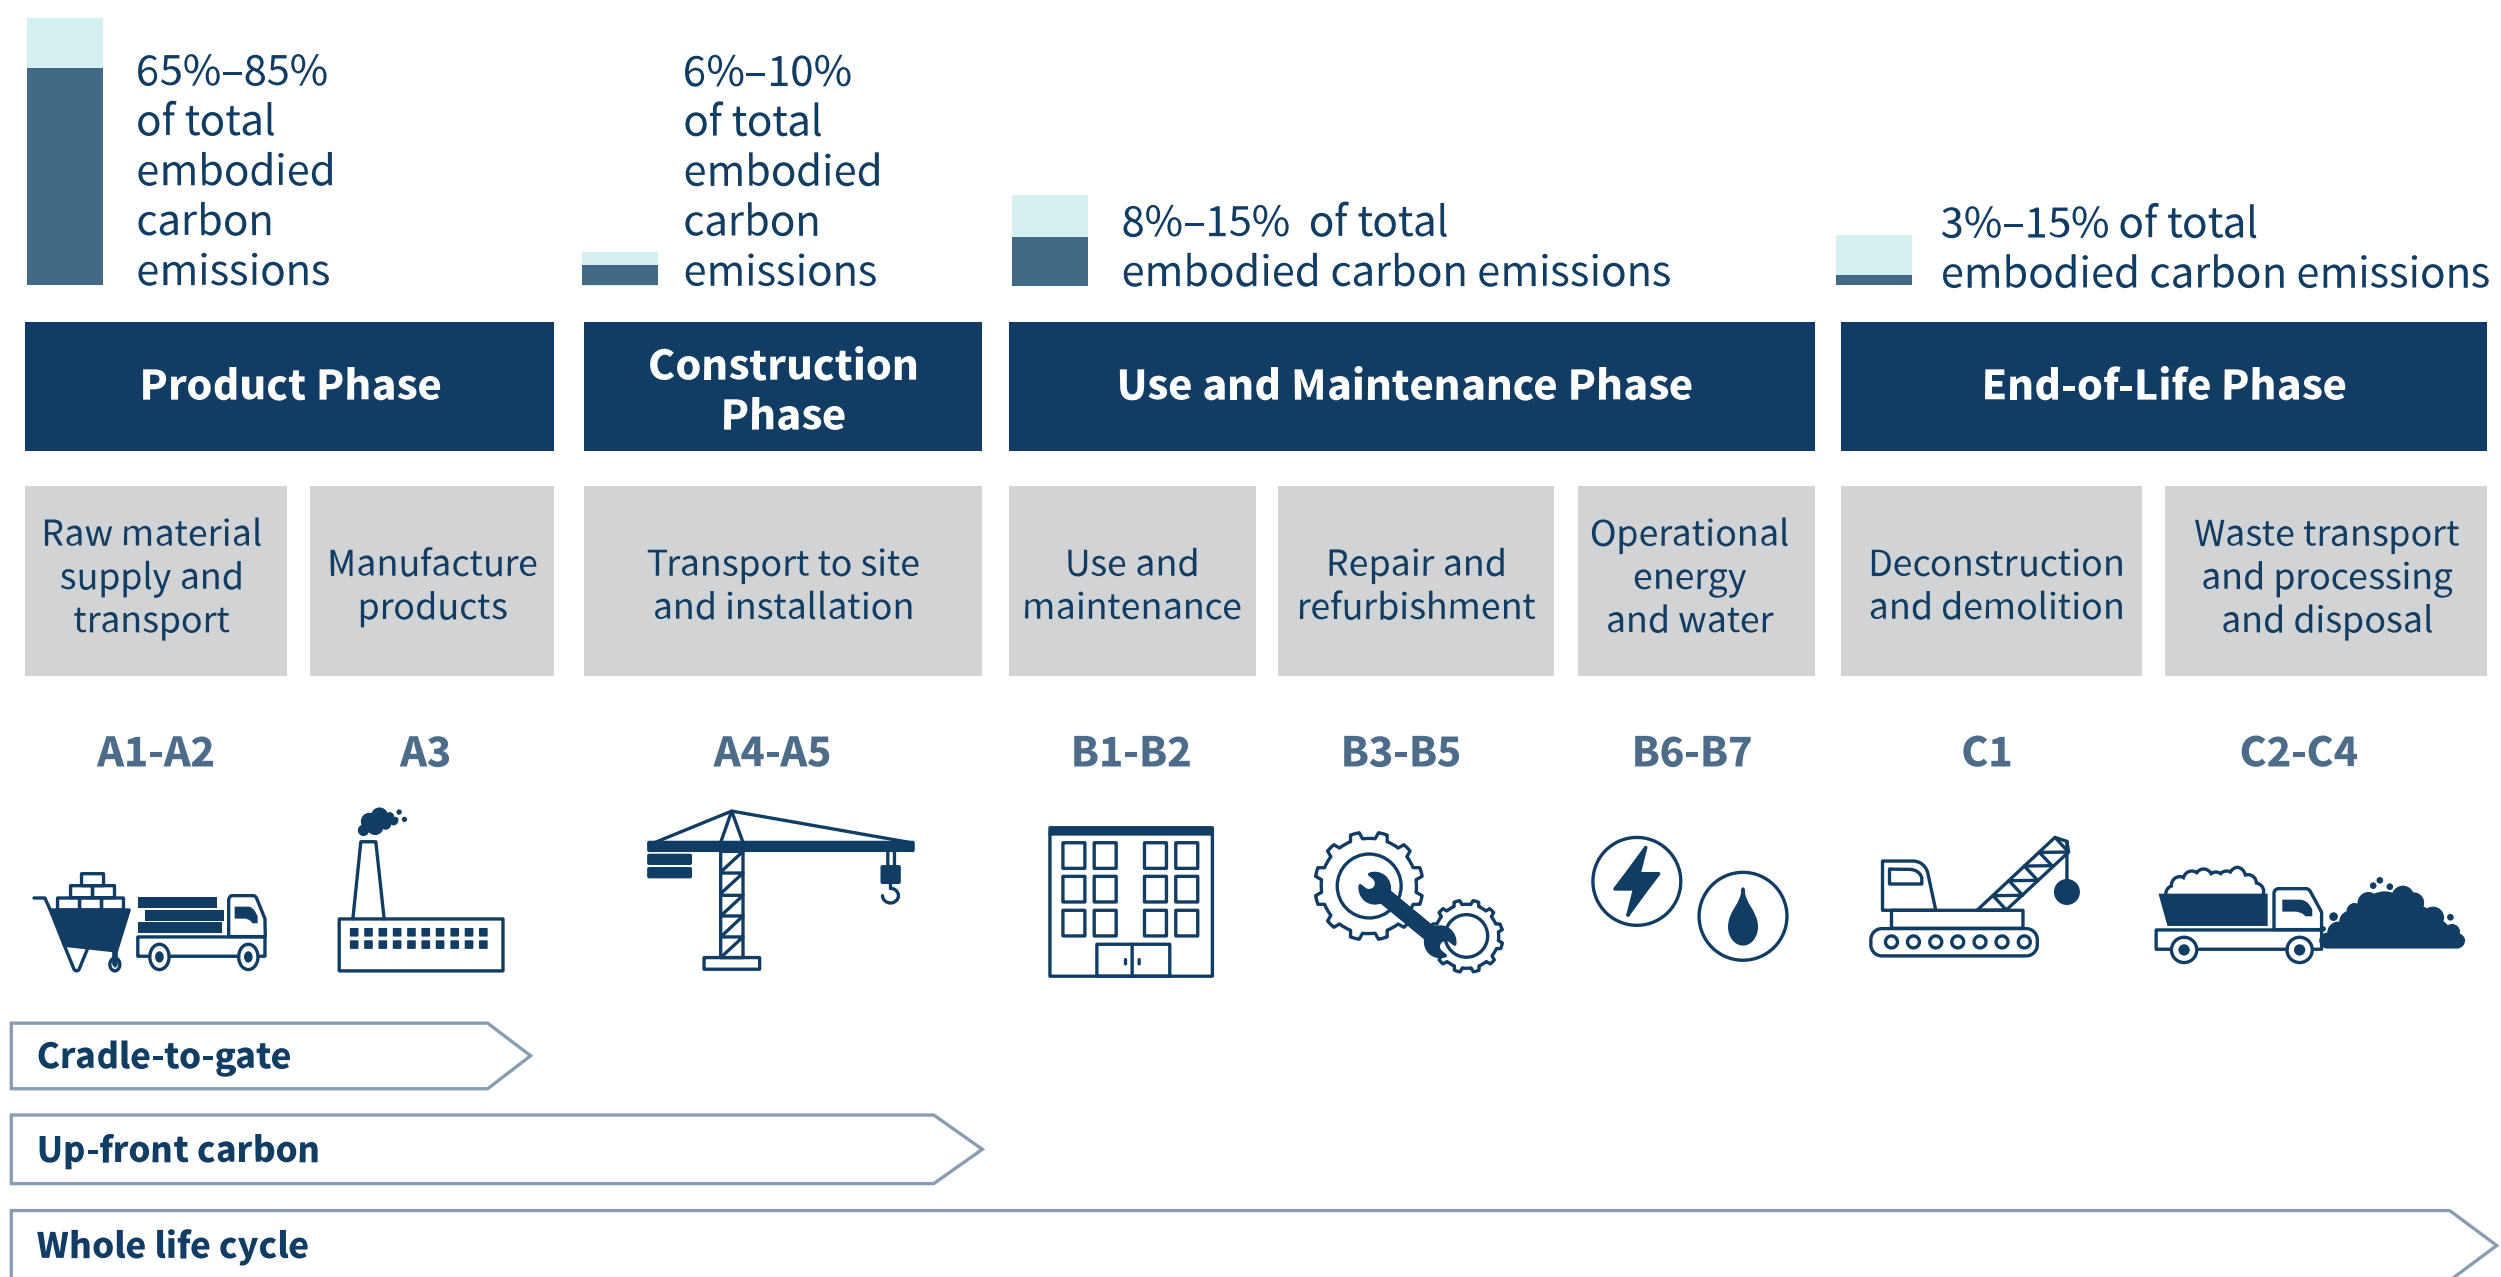 65%–85%
of total
embodied
carbon
emissions
6%–10%
of total
embodied
carbon
emissions
8%–15% of total
embodied carbon emissions
3%–15% of total
embodied carbon emissions
Product Phase
Construction
Phase
Use and Maintenance Phase
End-of-Life Phase
Raw material
supply and
transport
Manufacture
products
Transport to site
and installation
Use and
maintenance
Repair and
refurbishment
Operational
energy
and water
Deconstruction
and demolition
Waste transport
and processing
and disposal
A1-A2
A3
A4-A5
B1-B2
B3-B5
B6-B7
C1
C2-C4
Cradle-to-gate
Up-front carbon
Whole life cycle